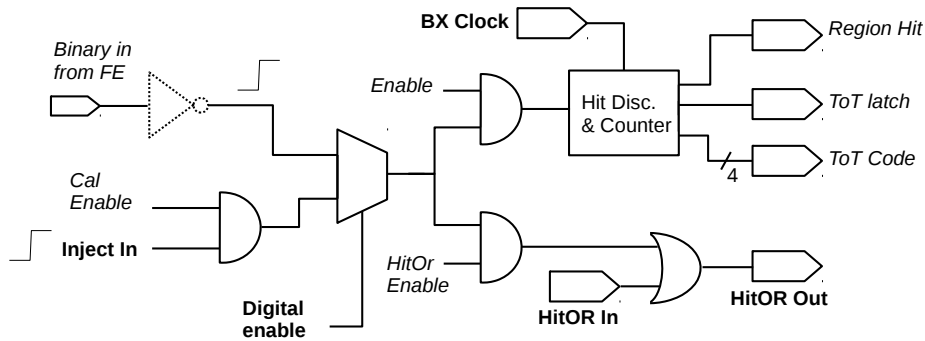 BX Clock
Region Hit
Binary in
from FE
Enable
Hit Disc.
& Counter
ToT latch
ToT Code
4
Cal
Enable
Inject In
HitOr
Enable
Digital
enable
HitOR In
HitOR Out